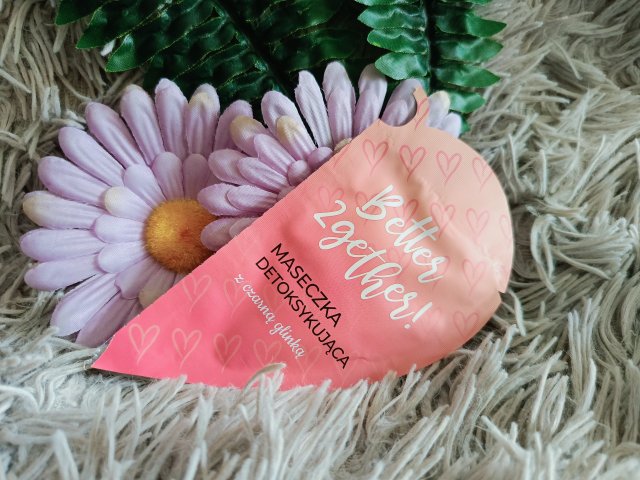 Better
2gether!
MASECZKA
DETOKSYKUJĄCA
z czarną glinką